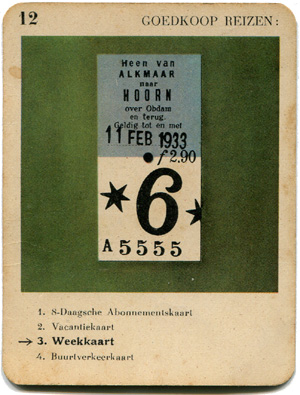 12 GOEDKOOP REIZEN:
Heen van
ALKMAAR
naar
HOORN
over Obdam
en terug.
Geldig tot en met
11 FEB 1933
f 2.90
6
A 5555
1. 8-Daagsche Abonnementskaart
2. Vacantiekaart
→ 3. Weekkaart
4. Buurtverkeerkaart